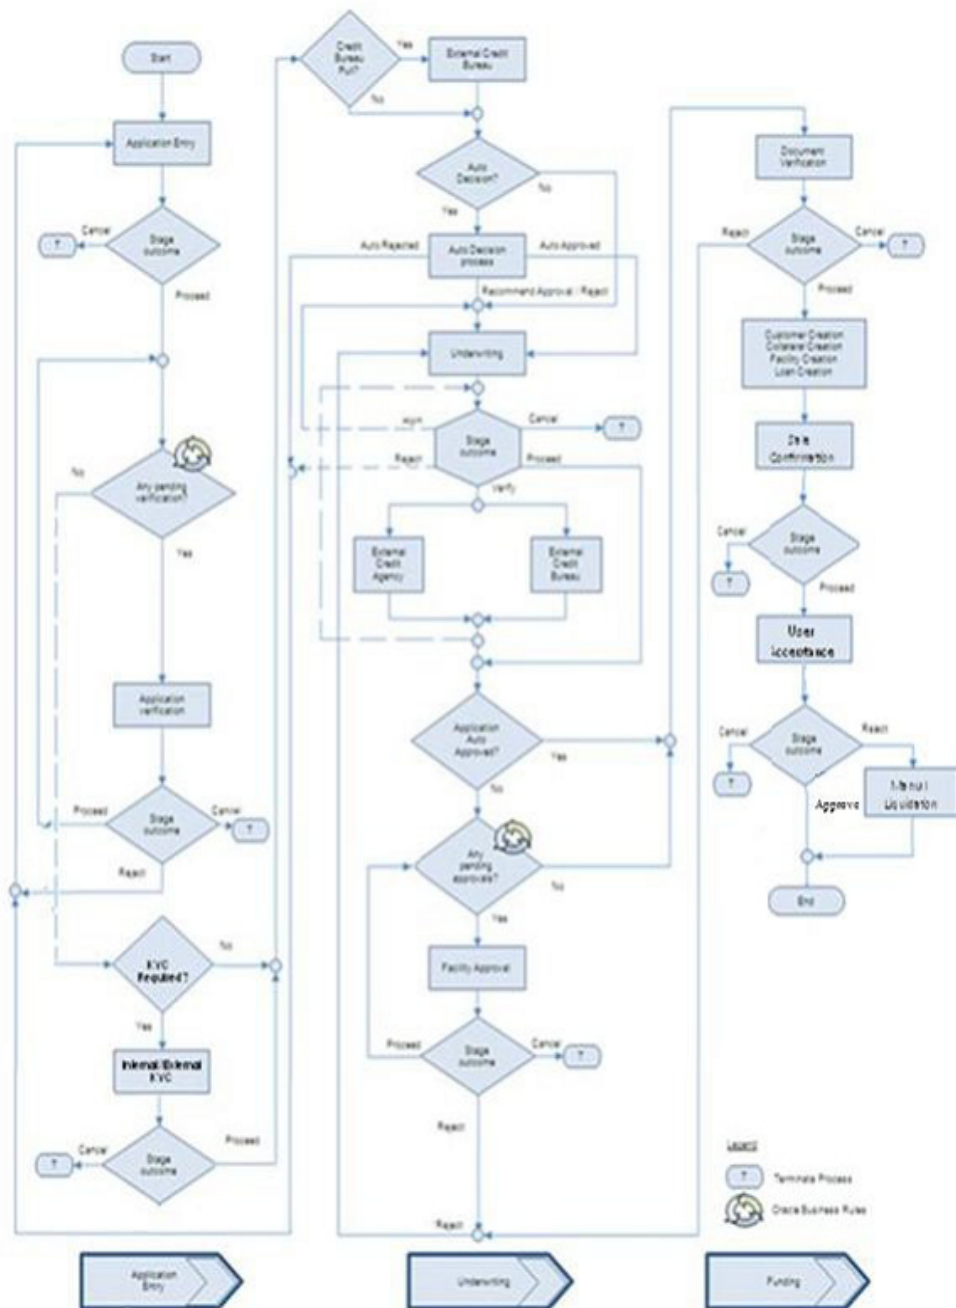 Start
Application Entry
Cancel
T
Stage
outcome
Proceed
No
Any pending
verification?
Yes
Application
verification
Proceed
Stage
outcome
Cancel
T
Reject
KYC
Required?
No
Yes
Internal/External
KYC
Cancel
T
Stage
outcome
Proceed
Application
Entry
Credit
Bureau
Pull?
Yes
External Credit
Bureau
No
Auto
Decision?
No
Yes
Auto Rejected
Auto Decision
process
Auto Approved
Recommend Approval / Reject
Underwriting
Stage
outcome
Cancel
T
Reject
Proceed
Verify
External
Credit
Agency
External
Credit
Bureau
Application
Auto
Approved?
Yes
No
Any
pending
approvals?
No
Yes
Facility Approval
Proceed
Stage
outcome
Cancel
T
Reject
Reject
Underwriting
Document
Verification
Reject
Stage
outcome
Cancel
T
Proceed
Customer Creation
Collateral Creation
Facility Creation
Loan Creation
Confirmation
Cancel
T
Stage
outcome
Proceed
User
Acceptance
Cancel
T
Stage
outcome
Reject
Approve
Manual
Liquidation
End
Legend
T
Terminate Process
Oracle Business Rules
Funding